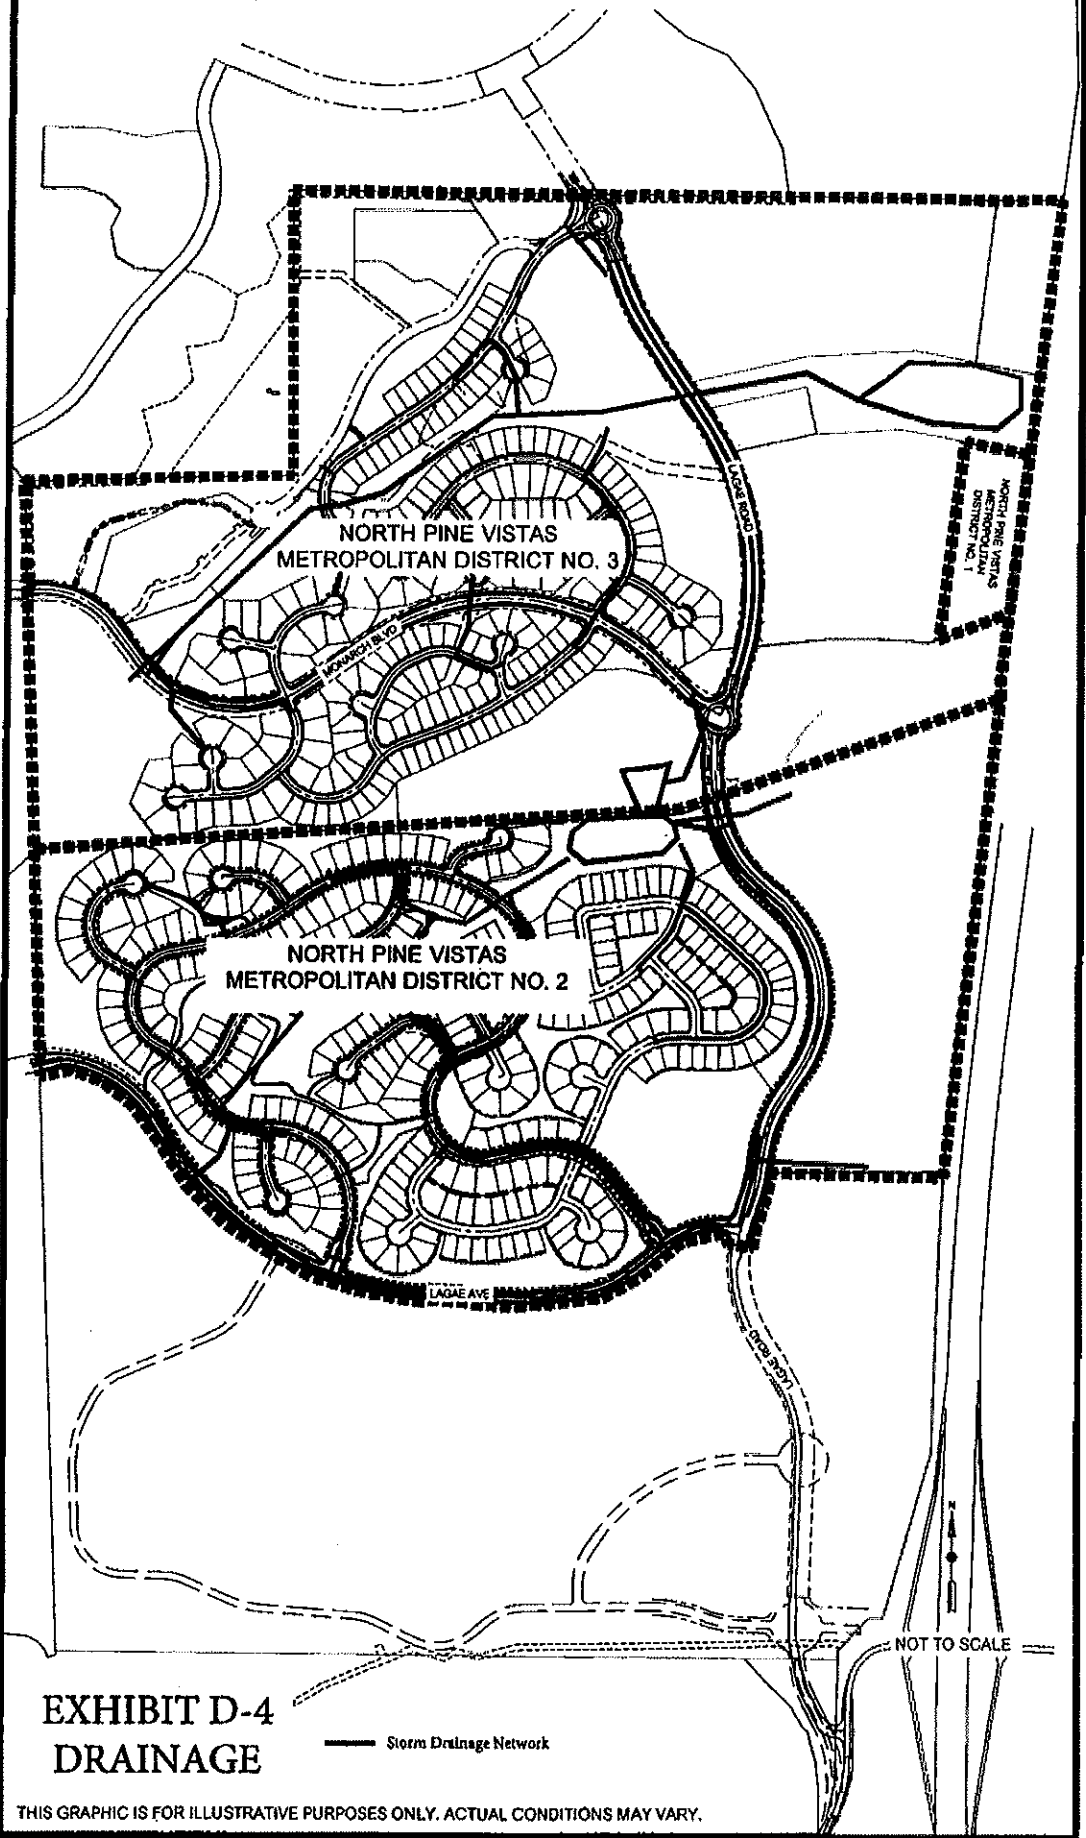 NORTH PINE VISTAS
METROPOLITAN DISTRICT NO. 3
LAGAE ROAD
NORTH PINE VISTAS
METROPOLITAN
DISTRICT NO. 1
MONARCH BLVD
NORTH PINE VISTAS
METROPOLITAN DISTRICT NO. 2
LAGAE AVE
LAGAE ROAD
N
NOT TO SCALE
EXHIBIT D-4
DRAINAGE
Storm Drainage Network
THIS GRAPHIC IS FOR ILLUSTRATIVE PURPOSES ONLY. ACTUAL CONDITIONS MAY VARY.